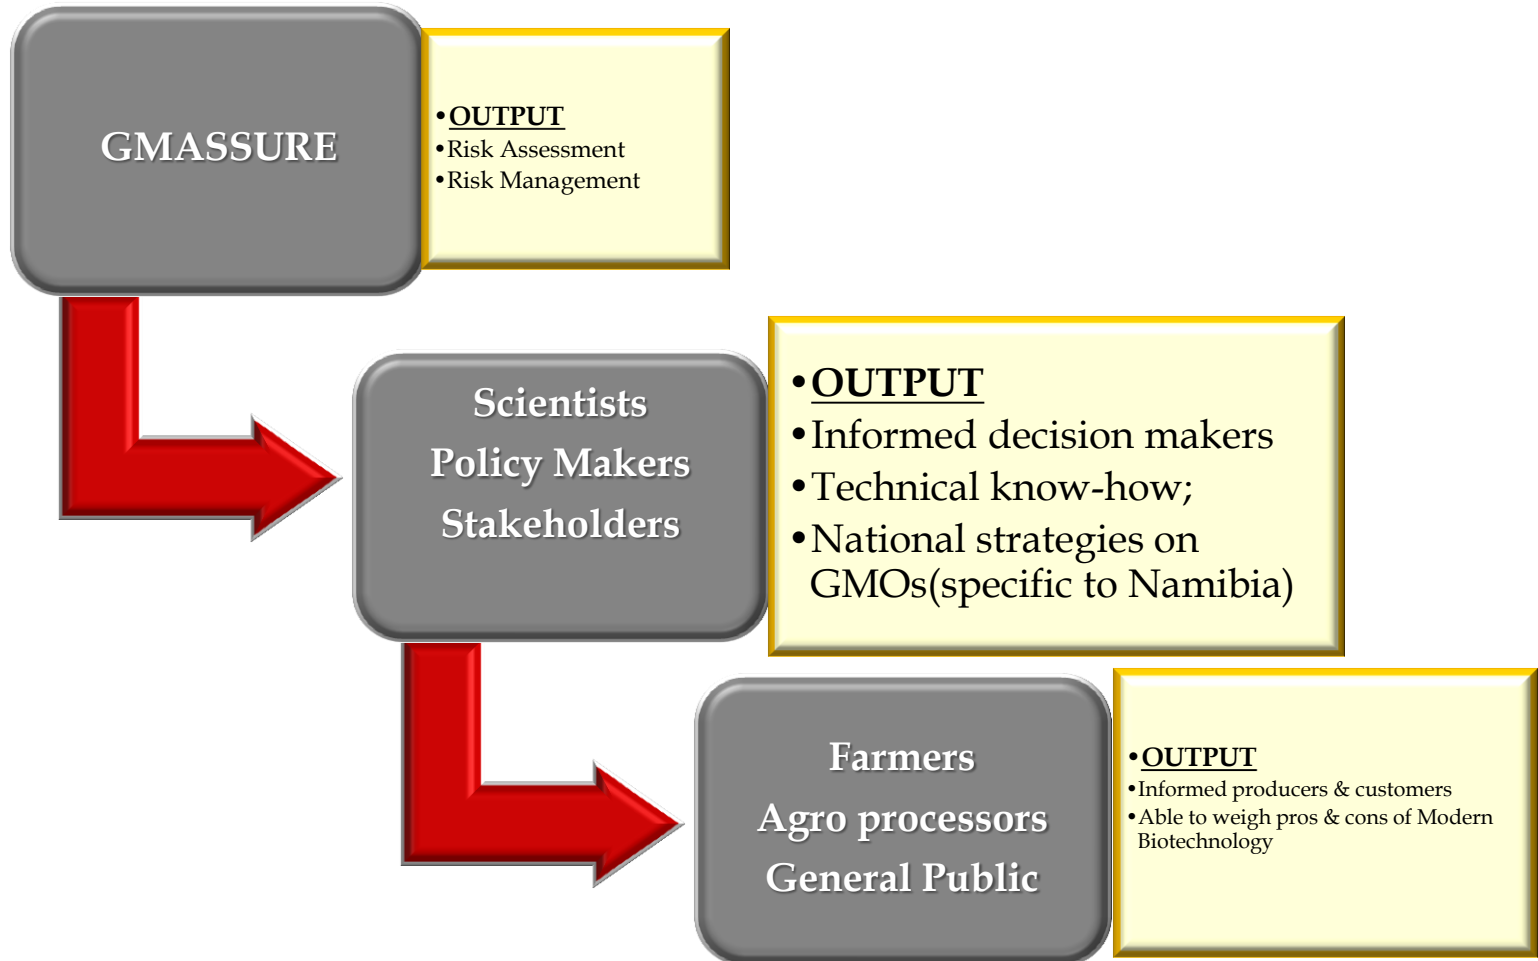 GMASSURE
•OUTPUT
•Risk Assessment
•Risk Management
Scientists
Policy Makers
Stakeholders
•OUTPUT
•Informed decision makers
•Technical know-how;
•National strategies on
GMOs(specific to Namibia)
Farmers
Agro processors
General Public
•OUTPUT
•Informed producers & customers
•Able to weigh pros & cons of Modern
Biotechnology